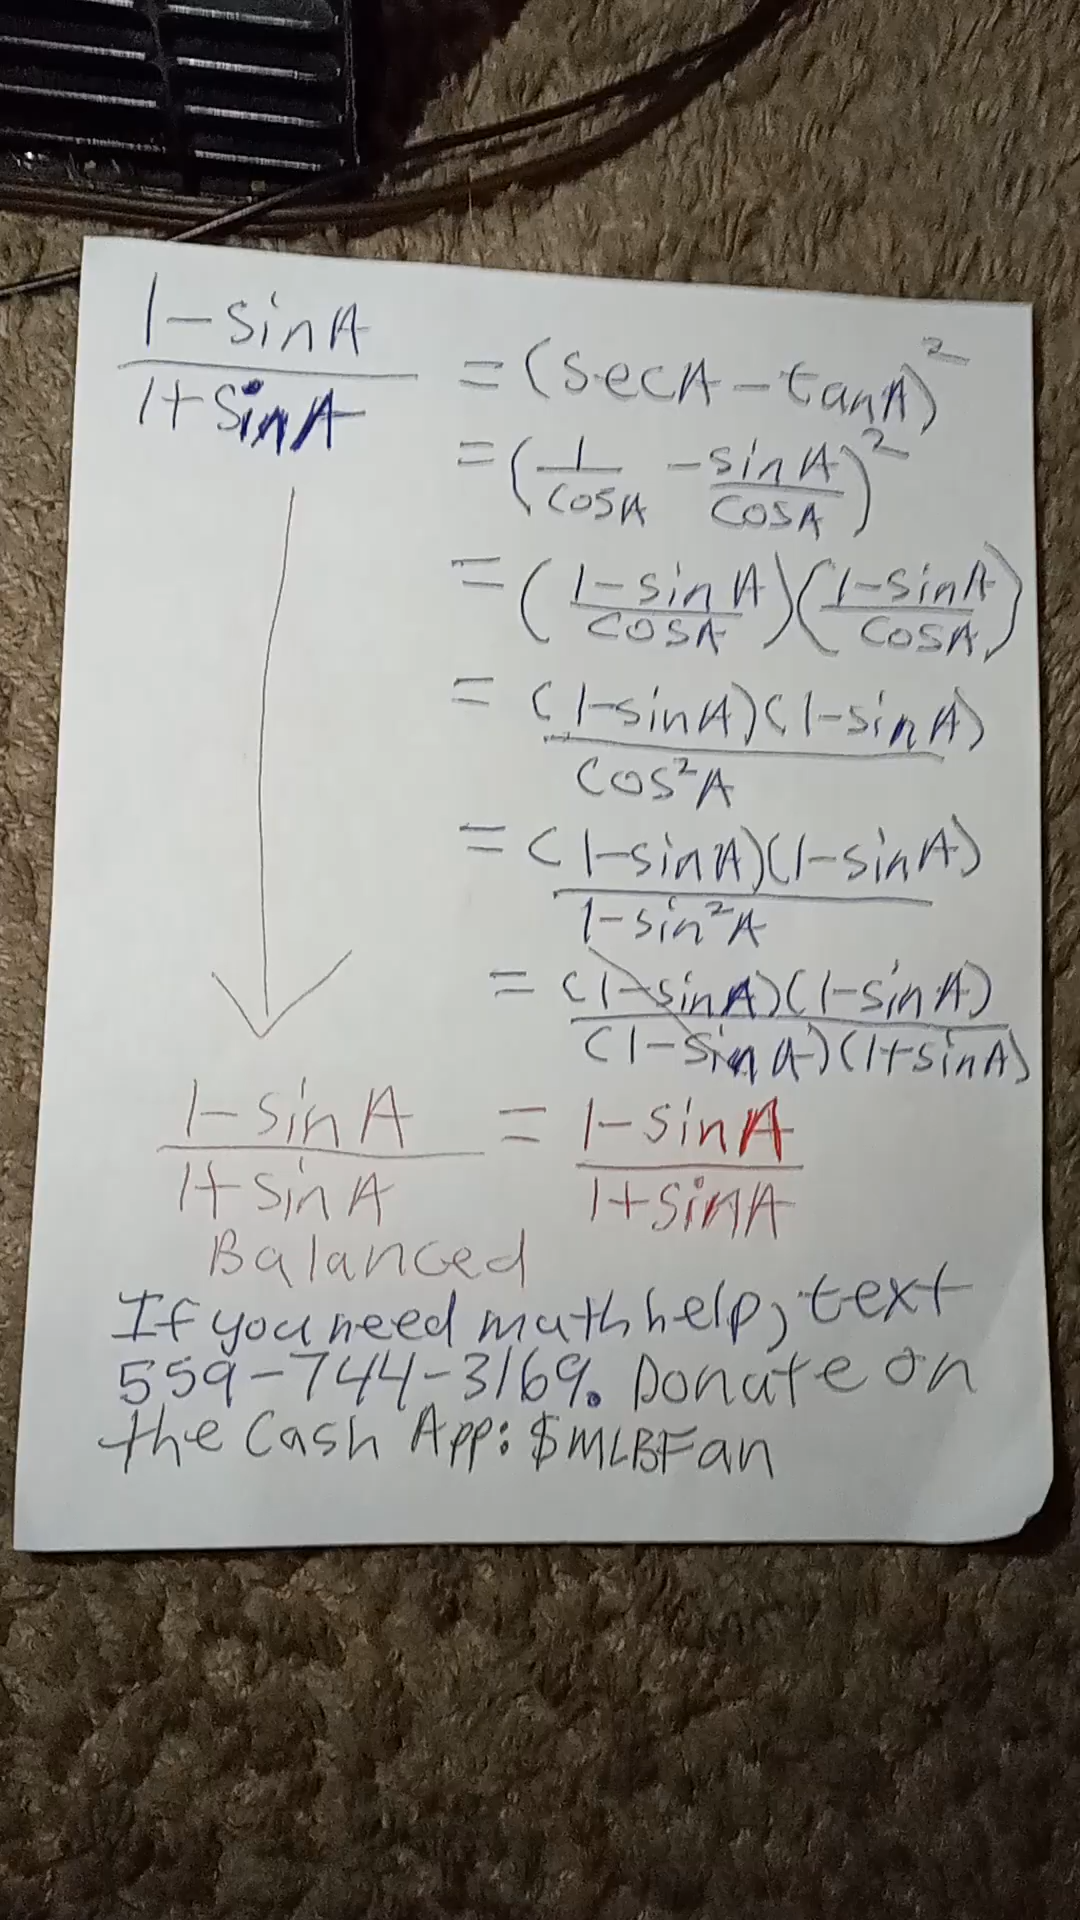 1-sinA
1+sinA
=(secA-tanA)²
=(1/cosA - sinA/cosA)²
=(1-sinA/cosA)(1-sinA/cosA)
=(1-sinA)(1-sinA)
cos²A
=(1-sinA)(1-sinA)
1-sin²A
=(1-sinA)(1-sinA)
(1-sinA)(1+sinA)
1-sinA = 1-sinA
1+sinA 1+sinA
Balanced
If you need math help, text
559-744-3169. Donate on
the Cash App: $MLBFan